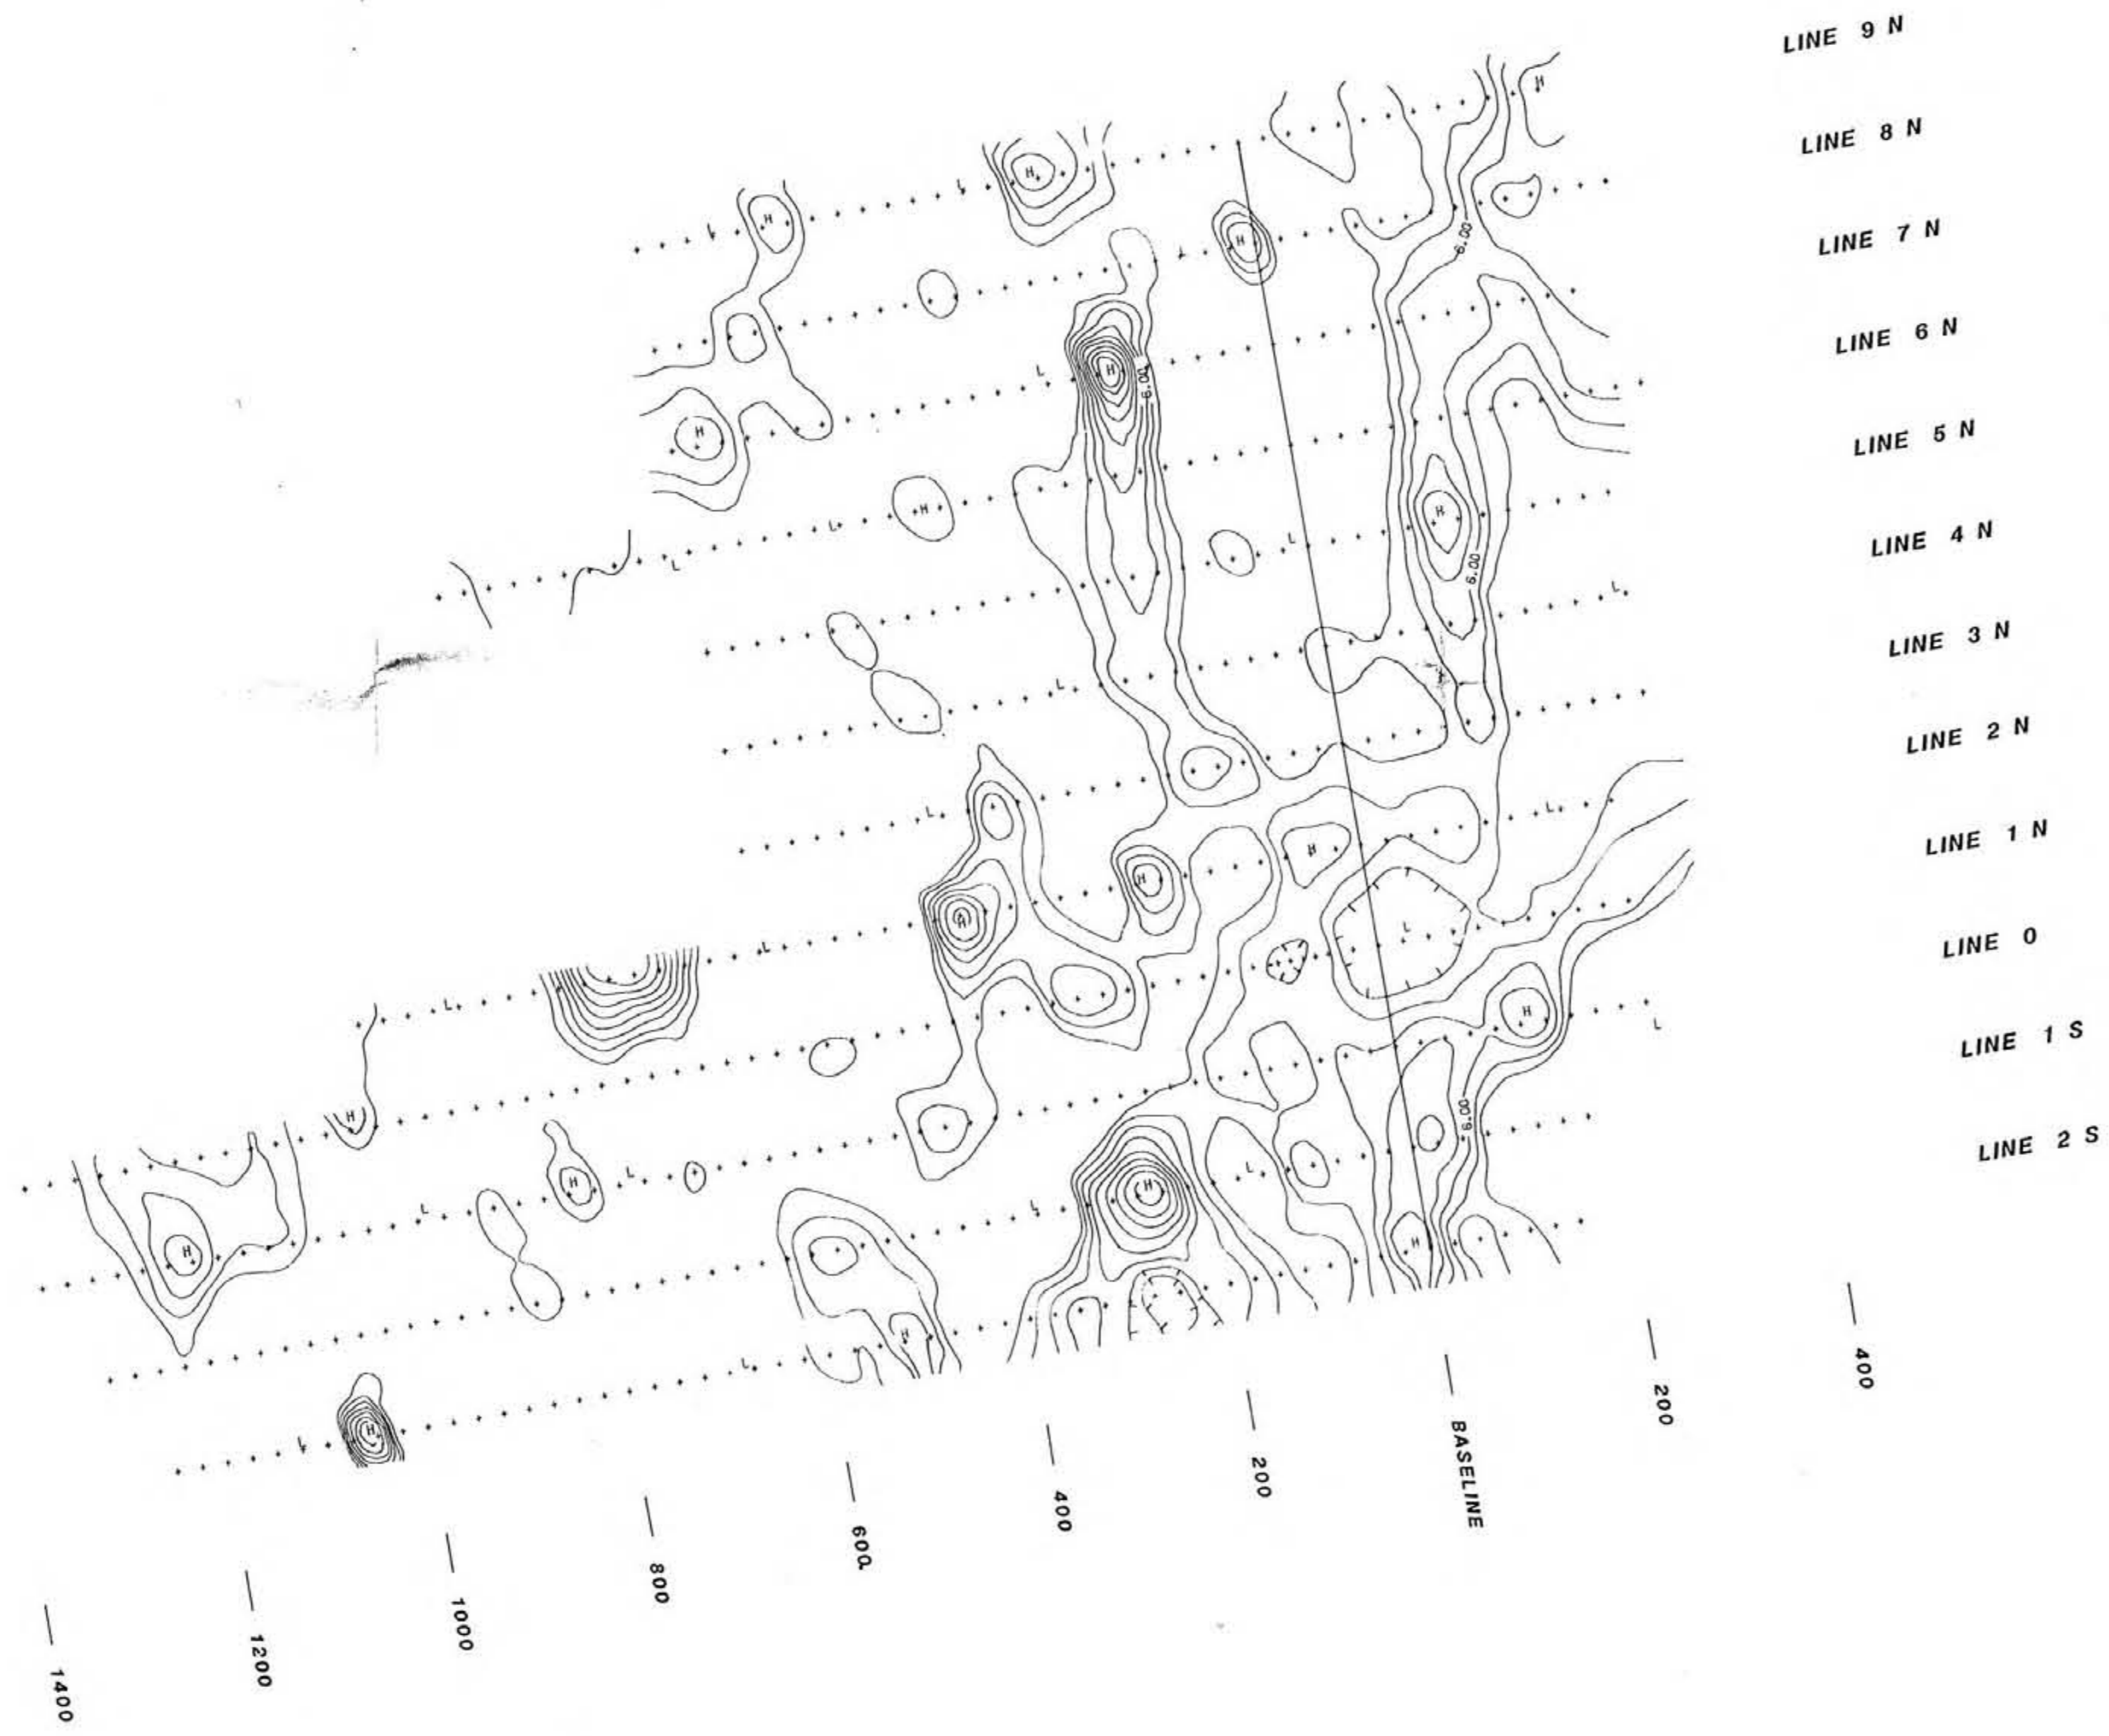 LINE 9 N
LINE 8 N
LINE 7 N
LINE 6 N
LINE 5 N
LINE 4 N
LINE 3 N
LINE 2 N
LINE 1 N
LINE 0
LINE 1 S
LINE 2 S
H
H
H
L
L
H
6.00
L
H
L
H
6.00
H
L
H
L
L
H
6.00
L
L
L
L
H
H
H
L
L
L
H
L
H
H
L
6.00
H
L
L
H
H
L
L
H
H
L
L
H
400
200
BASELINE
200
400
600
800
1000
1200
1400